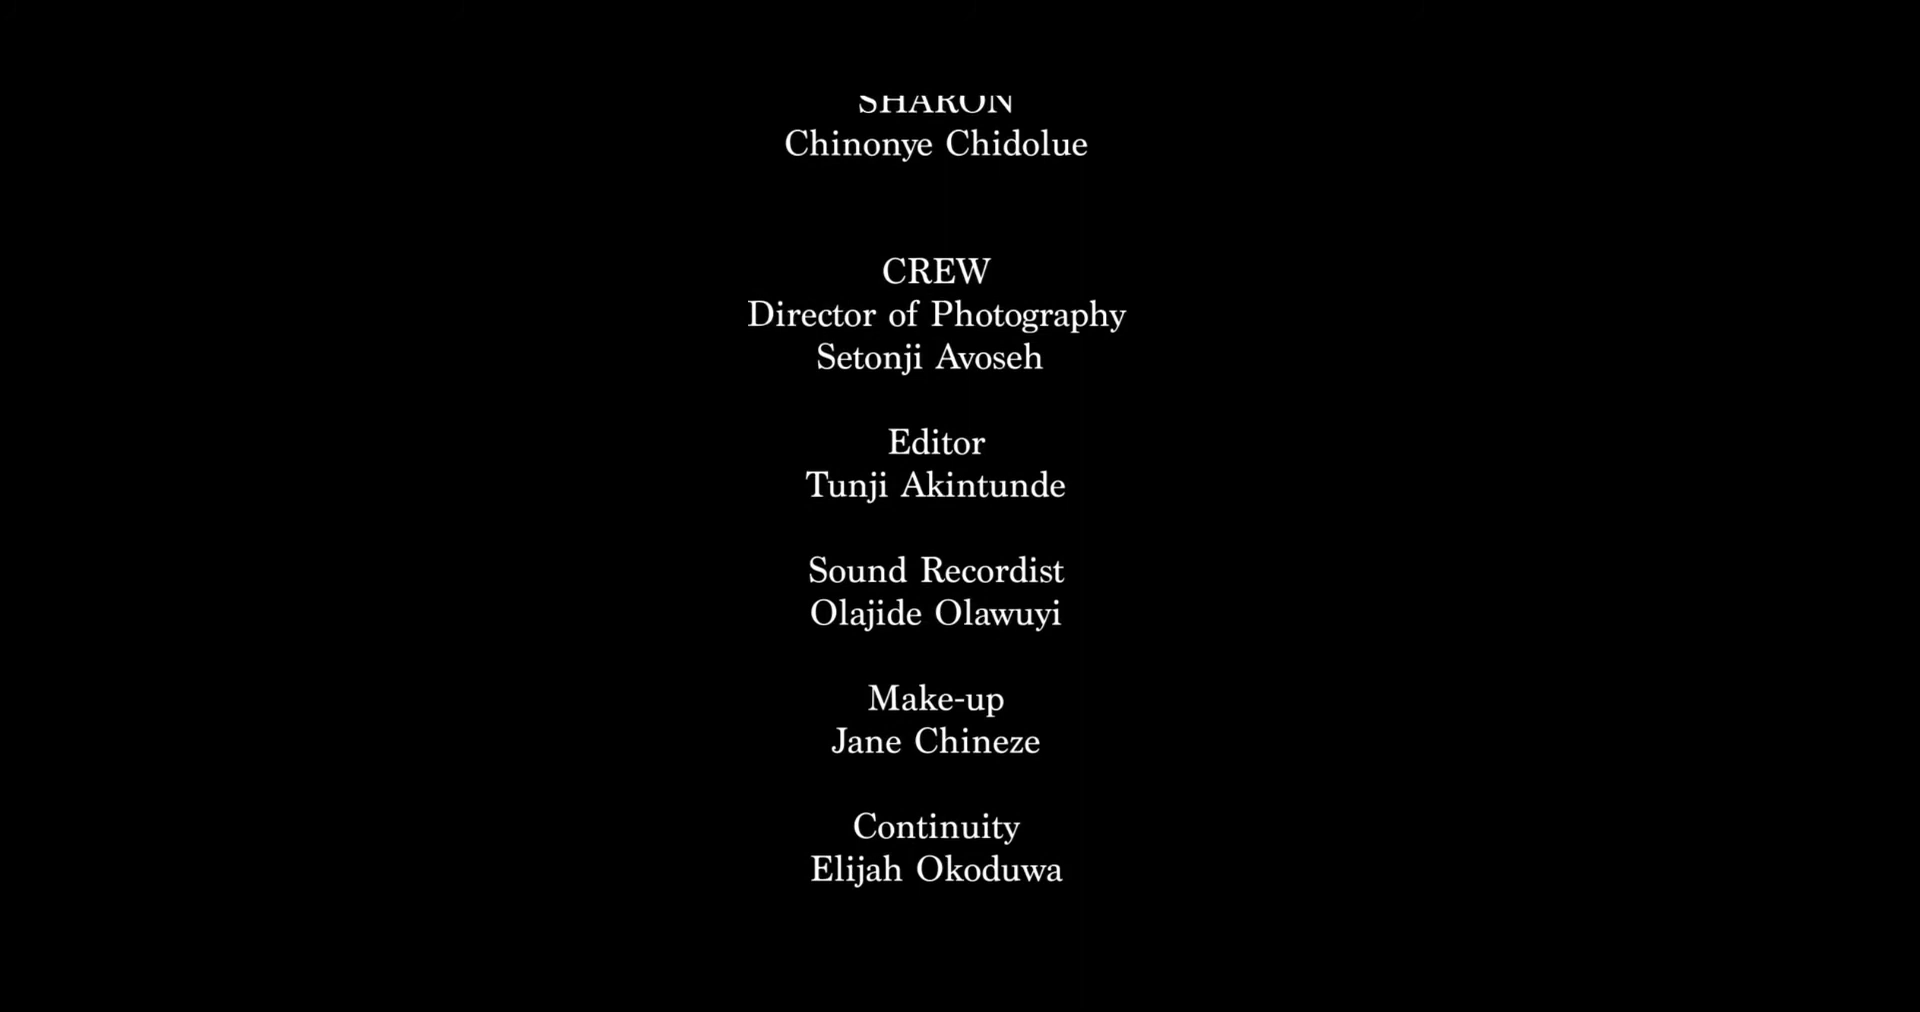 SHARON
Chinonye Chidolue
CREW
Director of Photography
Setonji Avoseh
Editor
Tunji Akintunde
Sound Recordist
Olajide Olawuyi
Make-up
Jane Chineze
Continuity
Elijah Okoduwa